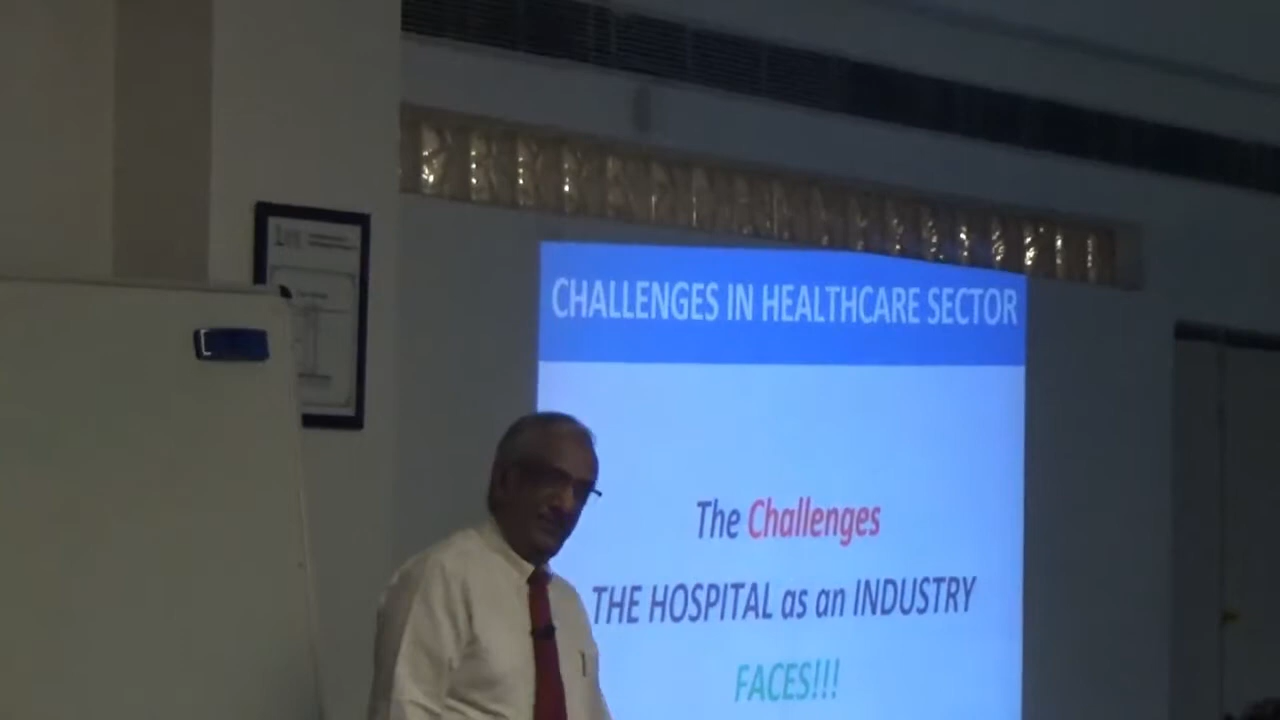 CHALLENGES IN HEALTHCARE SECTOR
The Challenges
THE HOSPITAL as an INDUSTRY
FACES!!!